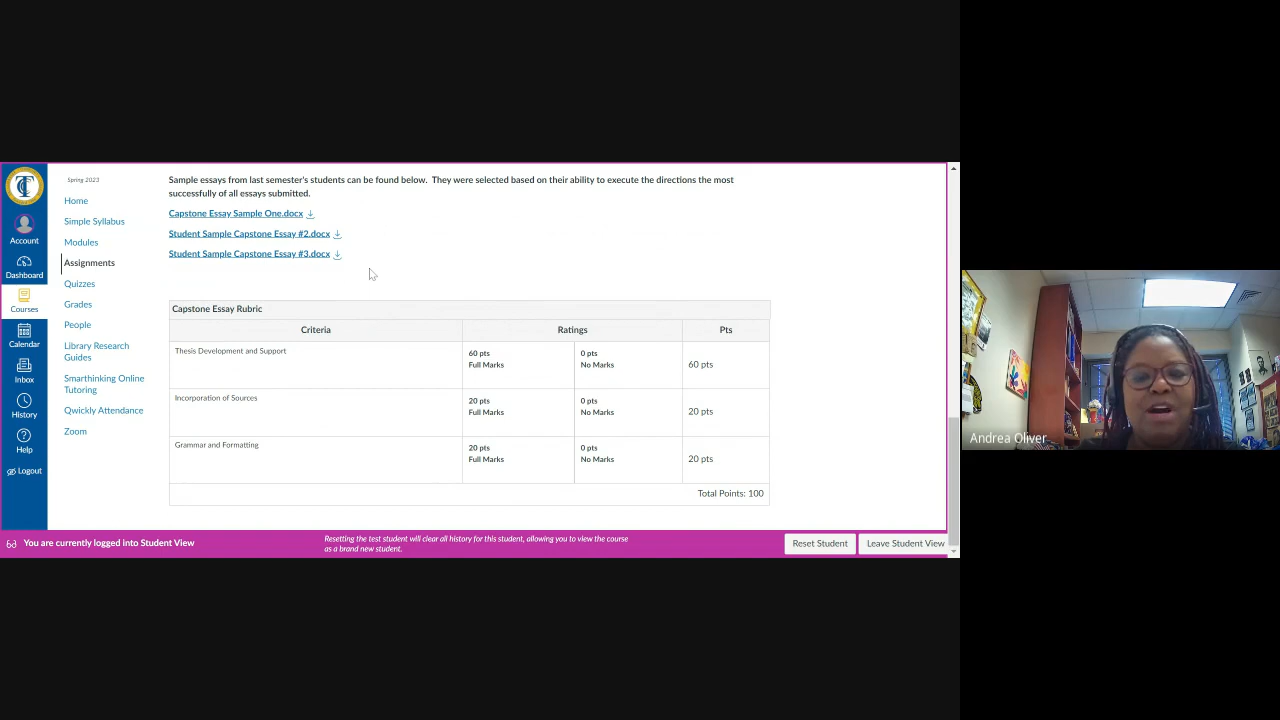 Spring 2023
Home
Simple Syllabus
Modules
Assignments
Quizzes
Grades
People
Library Research
Guides
Smarthinking Online
Tutoring
Qwickly Attendance
Zoom
Account
Dashboard
Courses
Calendar
Inbox
History
Help
Logout
Sample essays from last semester's students can be found below. They were selected based on their ability to execute the directions the most
successfully of all essays submitted.
Capstone Essay Sample One.docx
Student Sample Capstone Essay #2.docx
Student Sample Capstone Essay #3.docx
Capstone Essay Rubric
Criteria Ratings Pts
Thesis Development and Support
60 pts 0 pts
Full Marks No Marks 60 pts
Incorporation of Sources
20 pts 0 pts
Full Marks No Marks 20 pts
Grammar and Formatting
20 pts 0 pts
Full Marks No Marks 20 pts
Total Points: 100
You are currently logged into Student View
Resetting the test student will clear all history for this student, allowing you to view the course
as a brand new student.
Reset Student
Leave Student View
Andrea Oliver